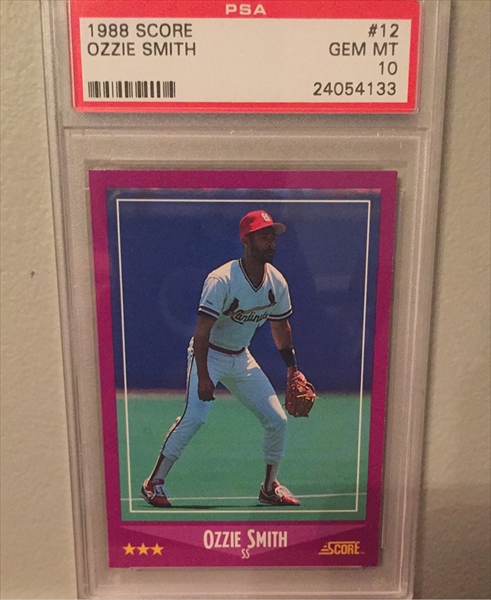 PSA
1988 SCORE #12
OZZIE SMITH GEM MT
10
24054133
Cardinals
OZZIE SMITH
SS
SCORE